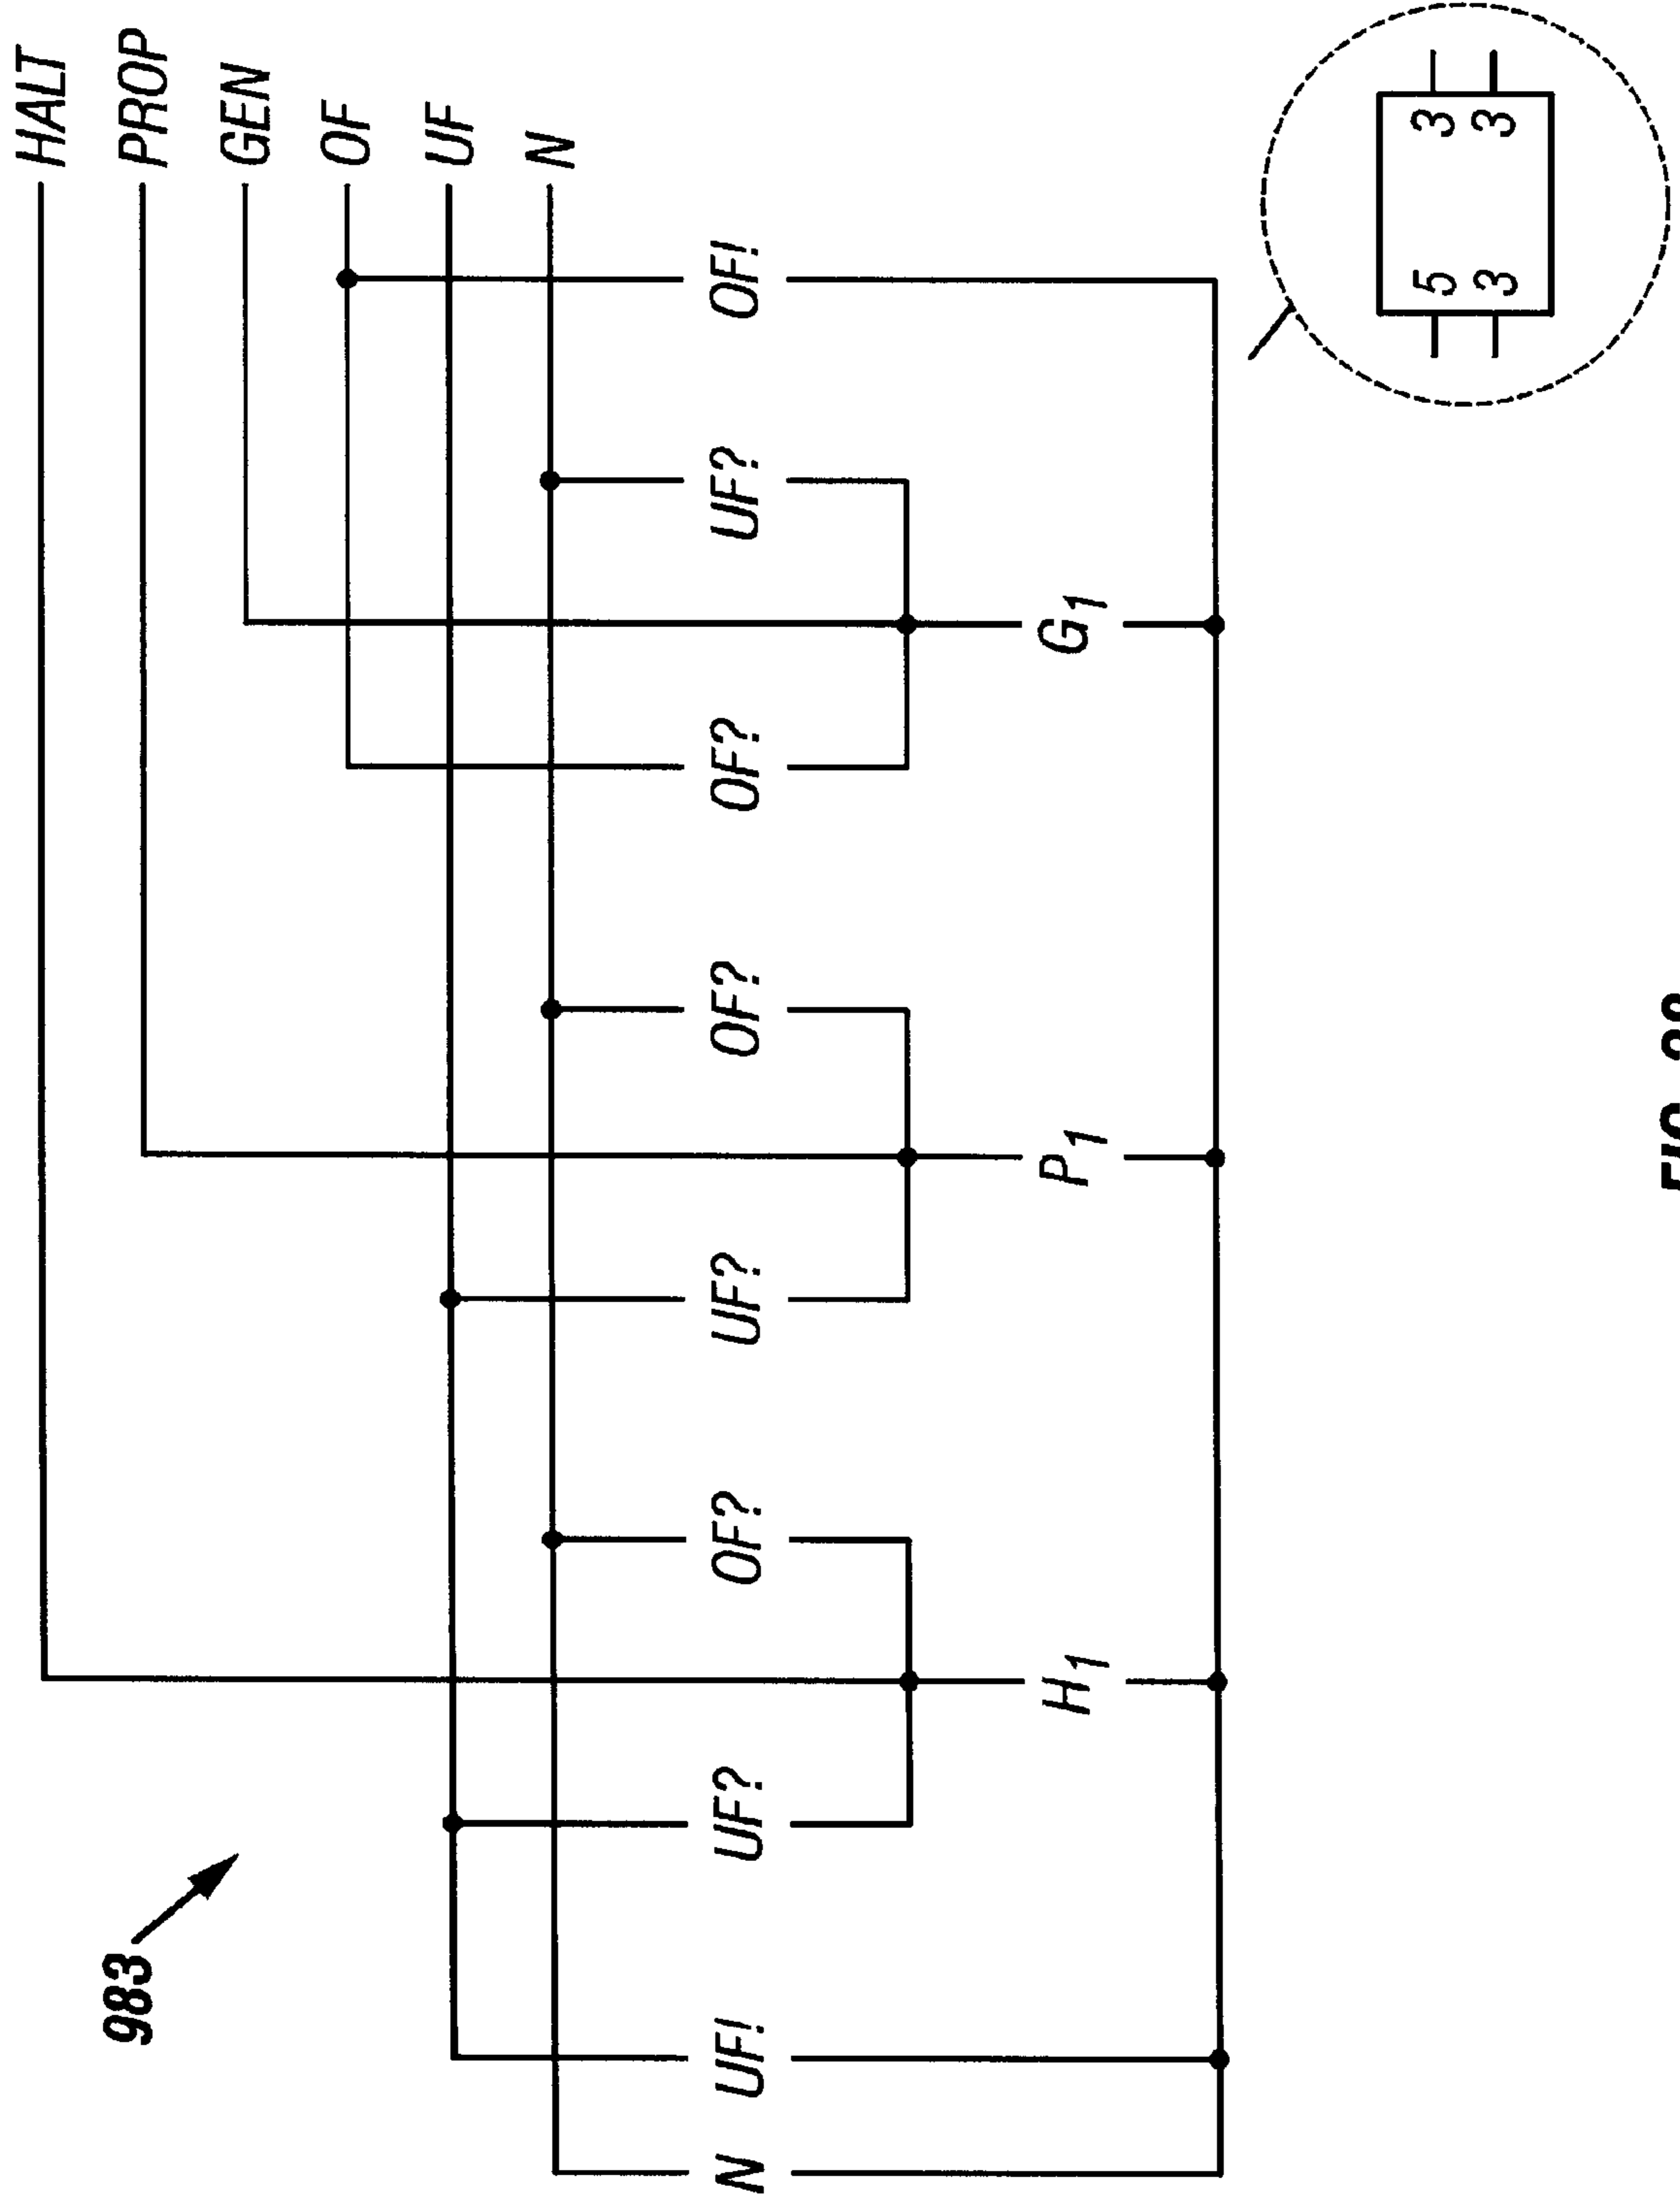 HALT
983
PROP
GEN
OF
UF
N
N UF! UF? OF? UF? OF? OF? UF? OF!
H1 P1 G1
5 3
3 3